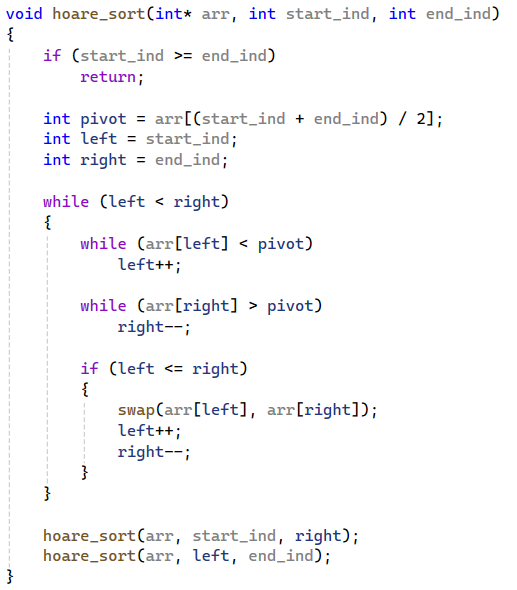 void hoare_sort(int* arr, int start_ind, int end_ind)
{
    if (start_ind >= end_ind)
        return;

    int pivot = arr[(start_ind + end_ind) / 2];
    int left = start_ind;
    int right = end_ind;

    while (left < right)
    {
        while (arr[left] < pivot)
            left++;

        while (arr[right] > pivot)
            right--;

        if (left <= right)
        {
            swap(arr[left], arr[right]);
            left++;
            right--;
        }
    }

    hoare_sort(arr, start_ind, right);
    hoare_sort(arr, left, end_ind);
}